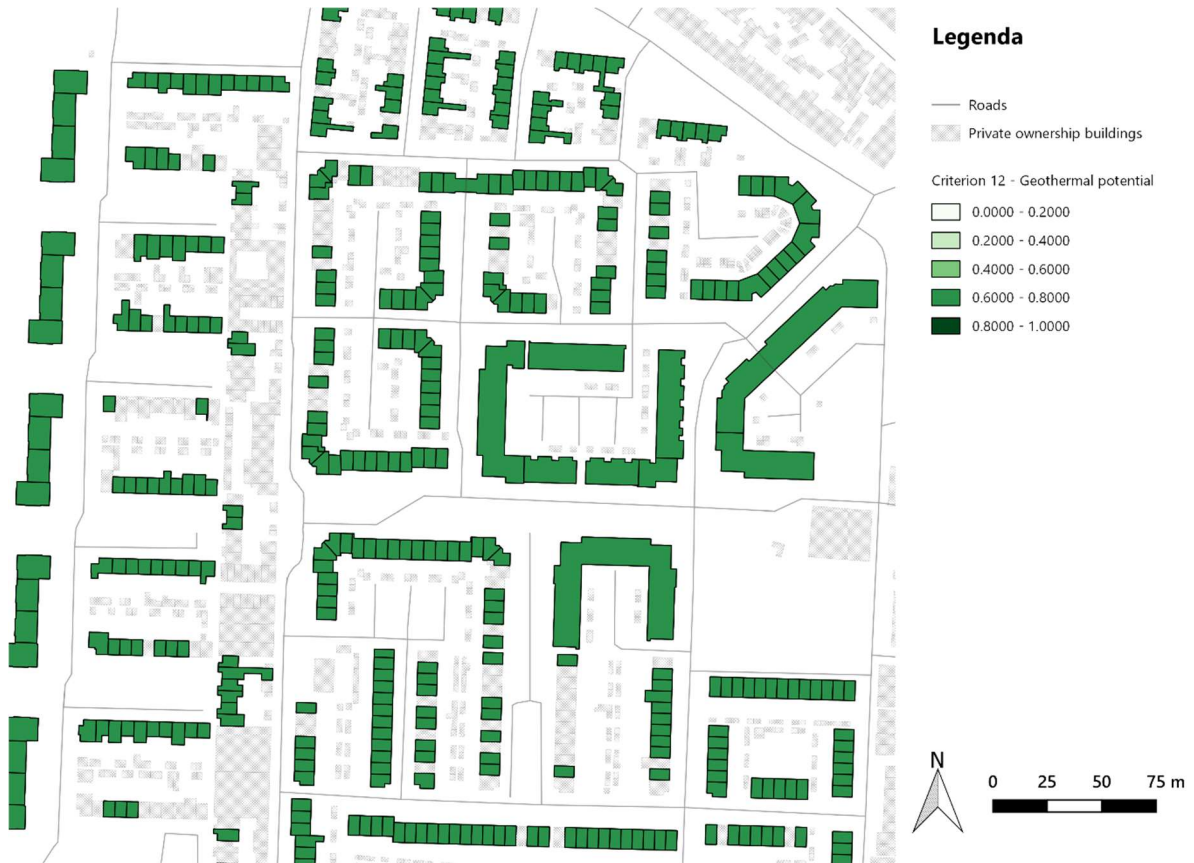 Legenda
Roads
Private ownership buildings
Criterion 12 - Geothermal potential
0.0000 - 0.2000
0.2000 - 0.4000
0.4000 - 0.6000
0.6000 - 0.8000
0.8000 - 1.0000
N
0 25 50 75 m